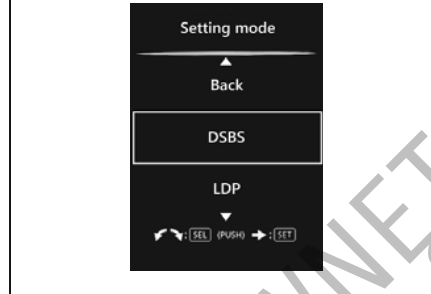 Setting mode
▲
Back
DSBS
LDP
▼
:SEL (PUSH) ➔:SET